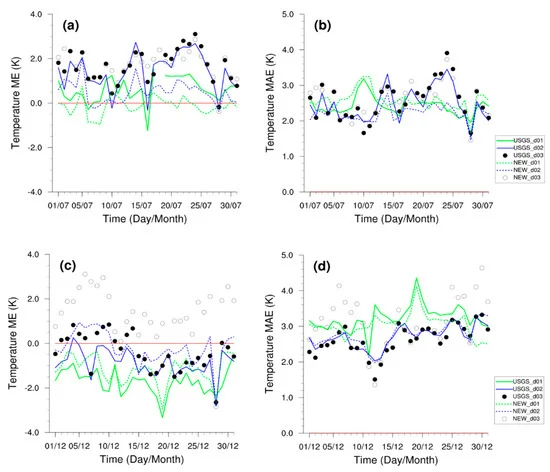 (a)
Temperature ME (K)
4.0
2.0
0.0
-2.0
-4.0
01/07 05/07 10/07 15/07 20/07 25/07 30/07
Time (Day/Month)
(b)
Temperature MAE (K)
5.0
4.0
3.0
2.0
1.0
0.0
01/07 05/07 10/07 15/07 20/07 25/07 30/07
Time (Day/Month)
USGS_d01
USGS_d02
USGS_d03
NEW_d01
NEW_d02
NEW_d03
(c)
Temperature ME (K)
4.0
2.0
0.0
-2.0
-4.0
01/12 05/12 10/12 15/12 20/12 25/12 30/12
Time (Day/Month)
(d)
Temperature MAE (K)
5.0
4.0
3.0
2.0
1.0
0.0
01/12 05/12 10/12 15/12 20/12 25/12 30/12
Time (Day/Month)
USGS_d01
USGS_d02
USGS_d03
NEW_d01
NEW_d02
NEW_d03